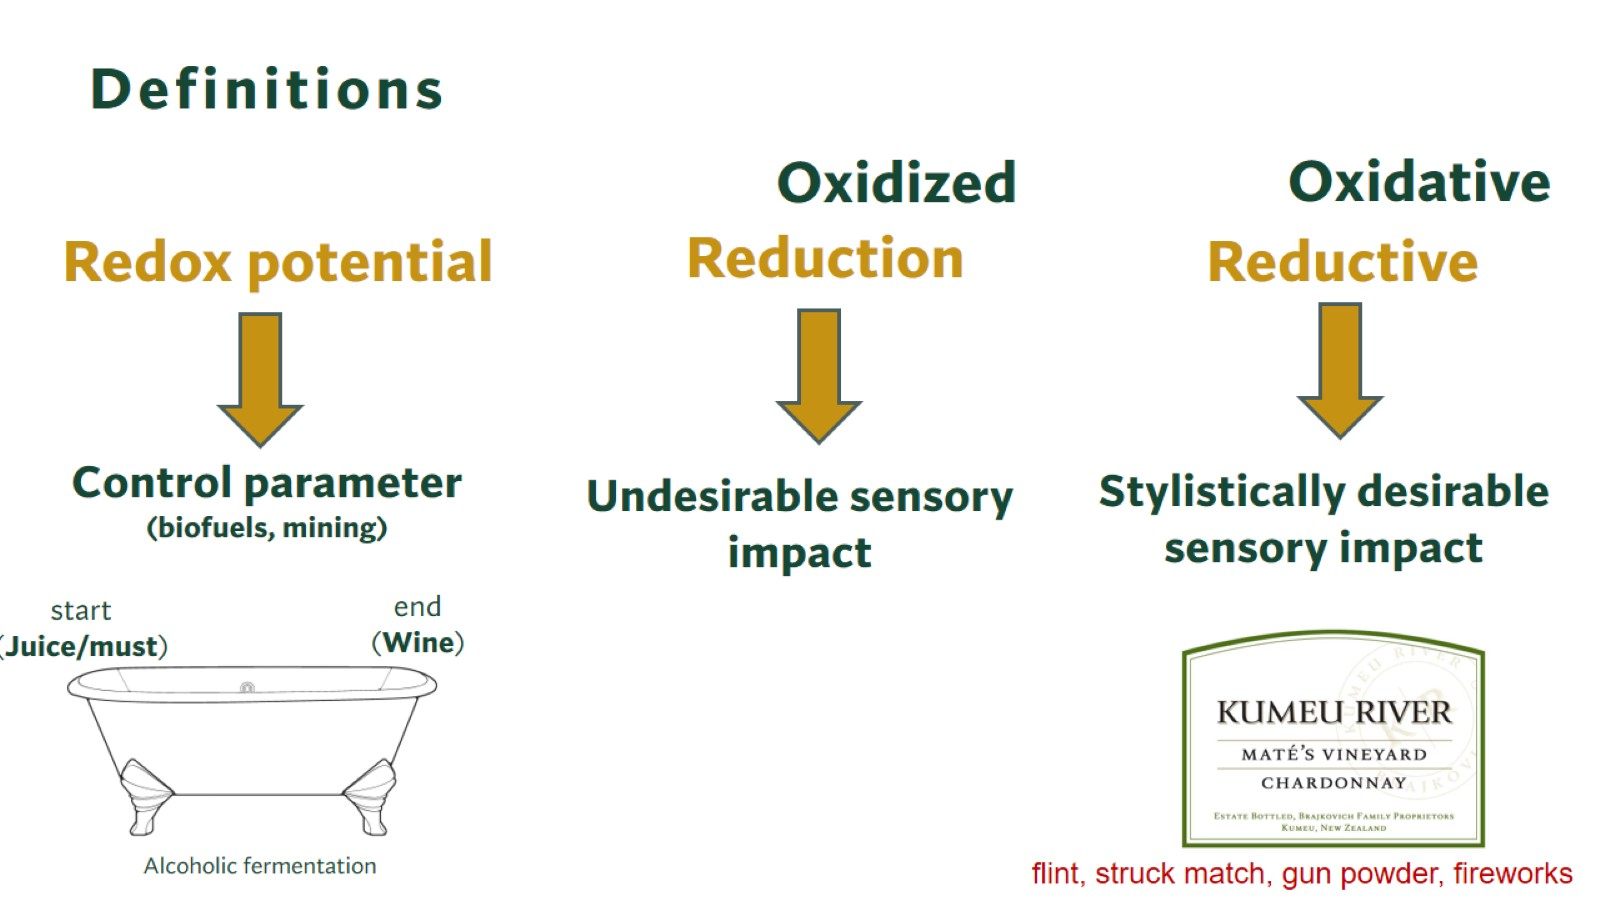 Definitions
Redox potential
Control parameter
(biofuels, mining)
start
(Juice/must)
end
(Wine)
Alcoholic fermentation
Oxidized
Reduction
Undesirable sensory
impact
Oxidative
Reductive
Stylistically desirable
sensory impact
KUMEU RIVER
KUMEU RIVER
MATÉ'S VINEYARD
CHARDONNAY
ESTATE BOTTLED, BRAJKOVICH FAMILY PROPRIETORS
KUMEU, NEW ZEALAND
flint, struck match, gun powder, fireworks